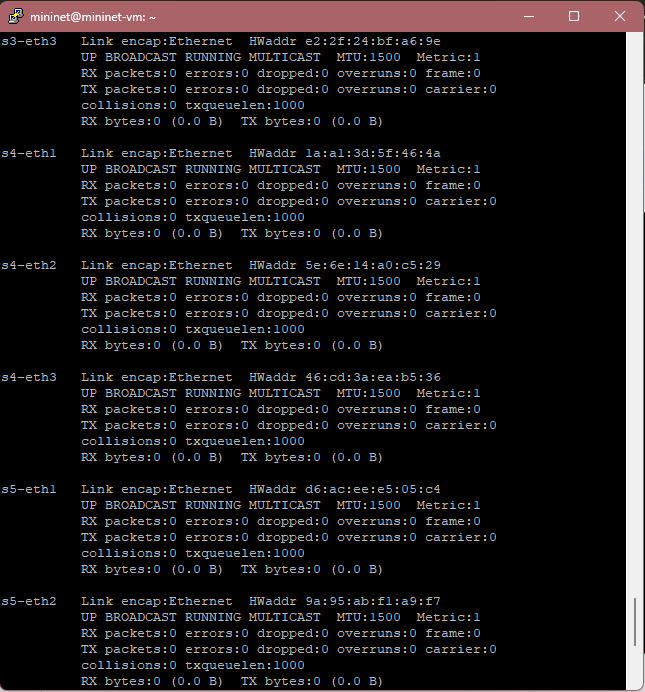 mininet@mininet-vm: ~
s3-eth3   Link encap:Ethernet  HWaddr e2:2f:24:bf:a6:9e
          UP BROADCAST RUNNING MULTICAST  MTU:1500  Metric:1
          RX packets:0 errors:0 dropped:0 overruns:0 frame:0
          TX packets:0 errors:0 dropped:0 overruns:0 carrier:0
          collisions:0 txqueuelen:1000
          RX bytes:0 (0.0 B)  TX bytes:0 (0.0 B)

s4-eth1   Link encap:Ethernet  HWaddr 1a:a1:3d:5f:46:4a
          UP BROADCAST RUNNING MULTICAST  MTU:1500  Metric:1
          RX packets:0 errors:0 dropped:0 overruns:0 frame:0
          TX packets:0 errors:0 dropped:0 overruns:0 carrier:0
          collisions:0 txqueuelen:1000
          RX bytes:0 (0.0 B)  TX bytes:0 (0.0 B)

s4-eth2   Link encap:Ethernet  HWaddr 5e:6e:14:a0:c5:29
          UP BROADCAST RUNNING MULTICAST  MTU:1500  Metric:1
          RX packets:0 errors:0 dropped:0 overruns:0 frame:0
          TX packets:0 errors:0 dropped:0 overruns:0 carrier:0
          collisions:0 txqueuelen:1000
          RX bytes:0 (0.0 B)  TX bytes:0 (0.0 B)

s4-eth3   Link encap:Ethernet  HWaddr 46:cd:3a:ea:b5:36
          UP BROADCAST RUNNING MULTICAST  MTU:1500  Metric:1
          RX packets:0 errors:0 dropped:0 overruns:0 frame:0
          TX packets:0 errors:0 dropped:0 overruns:0 carrier:0
          collisions:0 txqueuelen:1000
          RX bytes:0 (0.0 B)  TX bytes:0 (0.0 B)

s5-eth1   Link encap:Ethernet  HWaddr d6:ac:ee:e5:05:c4
          UP BROADCAST RUNNING MULTICAST  MTU:1500  Metric:1
          RX packets:0 errors:0 dropped:0 overruns:0 frame:0
          TX packets:0 errors:0 dropped:0 overruns:0 carrier:0
          collisions:0 txqueuelen:1000
          RX bytes:0 (0.0 B)  TX bytes:0 (0.0 B)

s5-eth2   Link encap:Ethernet  HWaddr 9a:95:ab:f1:a9:f7
          UP BROADCAST RUNNING MULTICAST  MTU:1500  Metric:1
          RX packets:0 errors:0 dropped:0 overruns:0 frame:0
          TX packets:0 errors:0 dropped:0 overruns:0 carrier:0
          collisions:0 txqueuelen:1000
          RX bytes:0 (0.0 B)  TX bytes:0 (0.0 B)